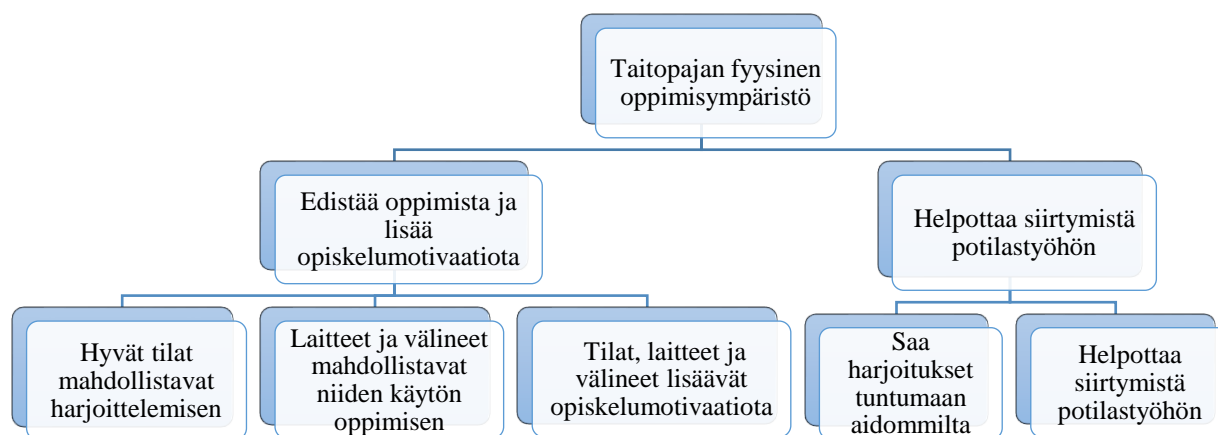 Taitopajan fyysinen
oppimisympäristö
Edistää oppimista ja
lisää
opiskelumotivaatiota
Helpottaa siirtymistä
potilastyöhön
Hyvät tilat
mahdollistavat
harjoittelemisen
Laitteet ja välineet
mahdollistavat
niiden käytön
oppimisen
Tilat, laitteet ja
välineet lisäävät
opiskelumotivaatiota
Saa
harjoitukset
tuntumaan
aidommilta
Helpottaa
siirtymistä
potilastyöhön